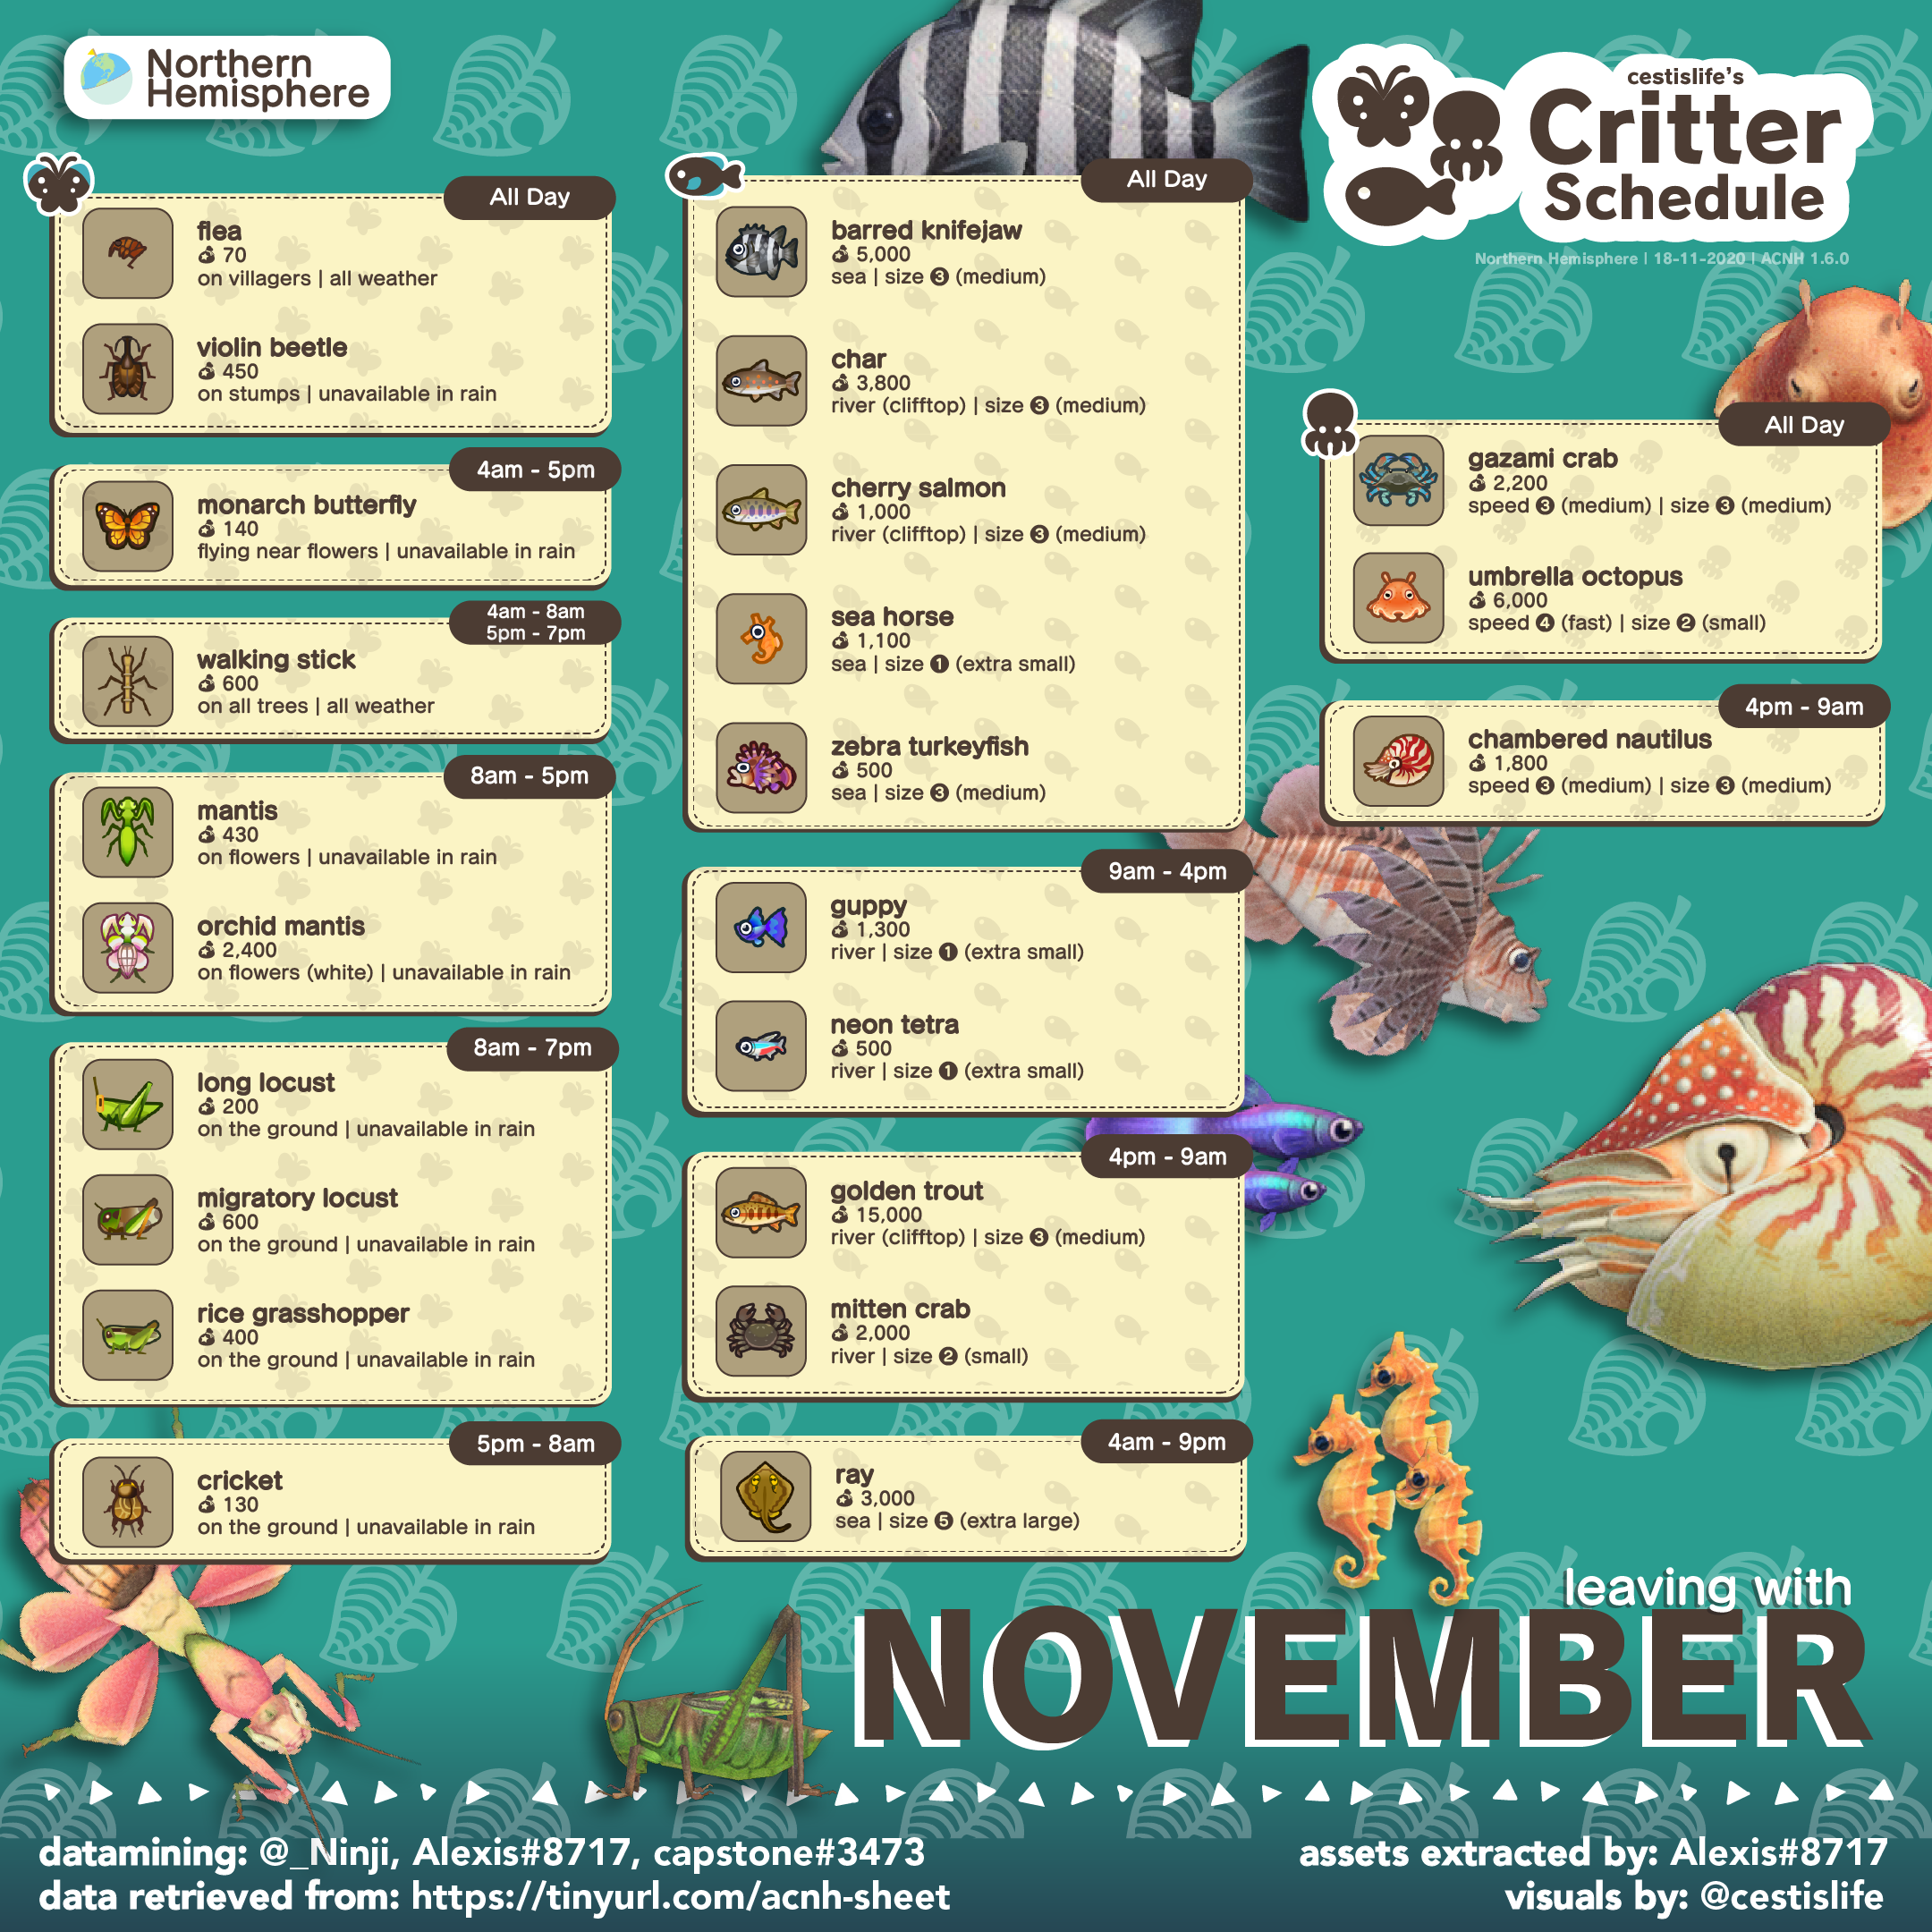 Northern
Hemisphere
All Day
flea
70
on villagers | all weather
violin beetle
450
on stumps | unavailable in rain
4am - 5pm
monarch butterfly
140
flying near flowers | unavailable in rain
4am - 8am
5pm - 7pm
walking stick
600
on all trees | all weather
8am - 5pm
mantis
430
on flowers | unavailable in rain
orchid mantis
2,400
on flowers (white) | unavailable in rain
8am - 7pm
long locust
200
on the ground | unavailable in rain
migratory locust
600
on the ground | unavailable in rain
rice grasshopper
400
on the ground | unavailable in rain
5pm - 8am
cricket
130
on the ground | unavailable in rain
All Day
barred knifejaw
5,000
sea | size 3 (medium)
char
3,800
river (clifftop) | size 3 (medium)
cherry salmon
1,000
river (clifftop) | size 3 (medium)
sea horse
1,100
sea | size 1 (extra small)
zebra turkeyfish
500
sea | size 3 (medium)
9am - 4pm
guppy
1,300
river | size 1 (extra small)
neon tetra
500
river | size 1 (extra small)
4pm - 9am
golden trout
15,000
river (clifftop) | size 3 (medium)
mitten crab
2,000
river | size 2 (small)
4am - 9pm
ray
3,000
sea | size 5 (extra large)
cestislife's
Critter
Schedule
Northern Hemisphere | 18-11-2020 | ACNH 1.6.0
All Day
gazami crab
2,200
speed 3 (medium) | size 3 (medium)
umbrella octopus
6,000
speed 4 (fast) | size 2 (small)
4pm - 9am
chambered nautilus
1,800
speed 3 (medium) | size 3 (medium)
leaving with
NOVEMBER
datamining: @_Ninji, Alexis#8717, capstone#3473
data retrieved from: https://tinyurl.com/acnh-sheet
assets extracted by: Alexis#8717
visuals by: @cestislife